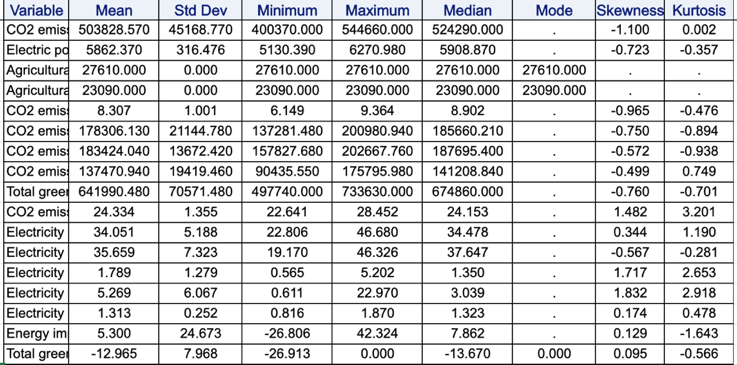 Variable Mean Std Dev Minimum Maximum Median Mode Skewness Kurtosis
CO2 emis 503828.570 45168.770 400370.000 544660.000 524290.000 . -1.100 0.002
Electric po 5862.370 316.476 5130.390 6270.980 5908.870 . -0.723 -0.357
Agricultura 27610.000 0.000 27610.000 27610.000 27610.000 27610.000 . .
Agricultura 23090.000 0.000 23090.000 23090.000 23090.000 23090.000 . .
CO2 emis 8.307 1.001 6.149 9.364 8.902 . -0.965 -0.476
CO2 emis 178306.130 21144.780 137281.480 200980.940 185660.210 . -0.750 -0.894
CO2 emis 183424.040 13672.420 157827.680 202667.760 187695.400 . -0.572 -0.938
CO2 emis 137470.940 19419.460 90435.550 175795.980 141208.840 . -0.499 0.749
Total greer 641990.480 70571.480 497740.000 733630.000 674860.000 . -0.760 -0.701
CO2 emis 24.334 1.355 22.641 28.452 24.153 . 1.482 3.201
Electricity 34.051 5.188 22.806 46.680 34.478 . 0.344 1.190
Electricity 35.659 7.323 19.170 46.326 37.647 . -0.567 -0.281
Electricity 1.789 1.279 0.565 5.202 1.350 . 1.717 2.653
Electricity 5.269 6.067 0.611 22.970 3.039 . 1.832 2.918
Electricity 1.313 0.252 0.816 1.870 1.323 . 0.174 0.478
Energy im 5.300 24.673 -26.806 42.324 7.862 . 0.129 -1.643
Total greer -12.965 7.968 -26.913 0.000 -13.670 0.000 0.095 -0.566